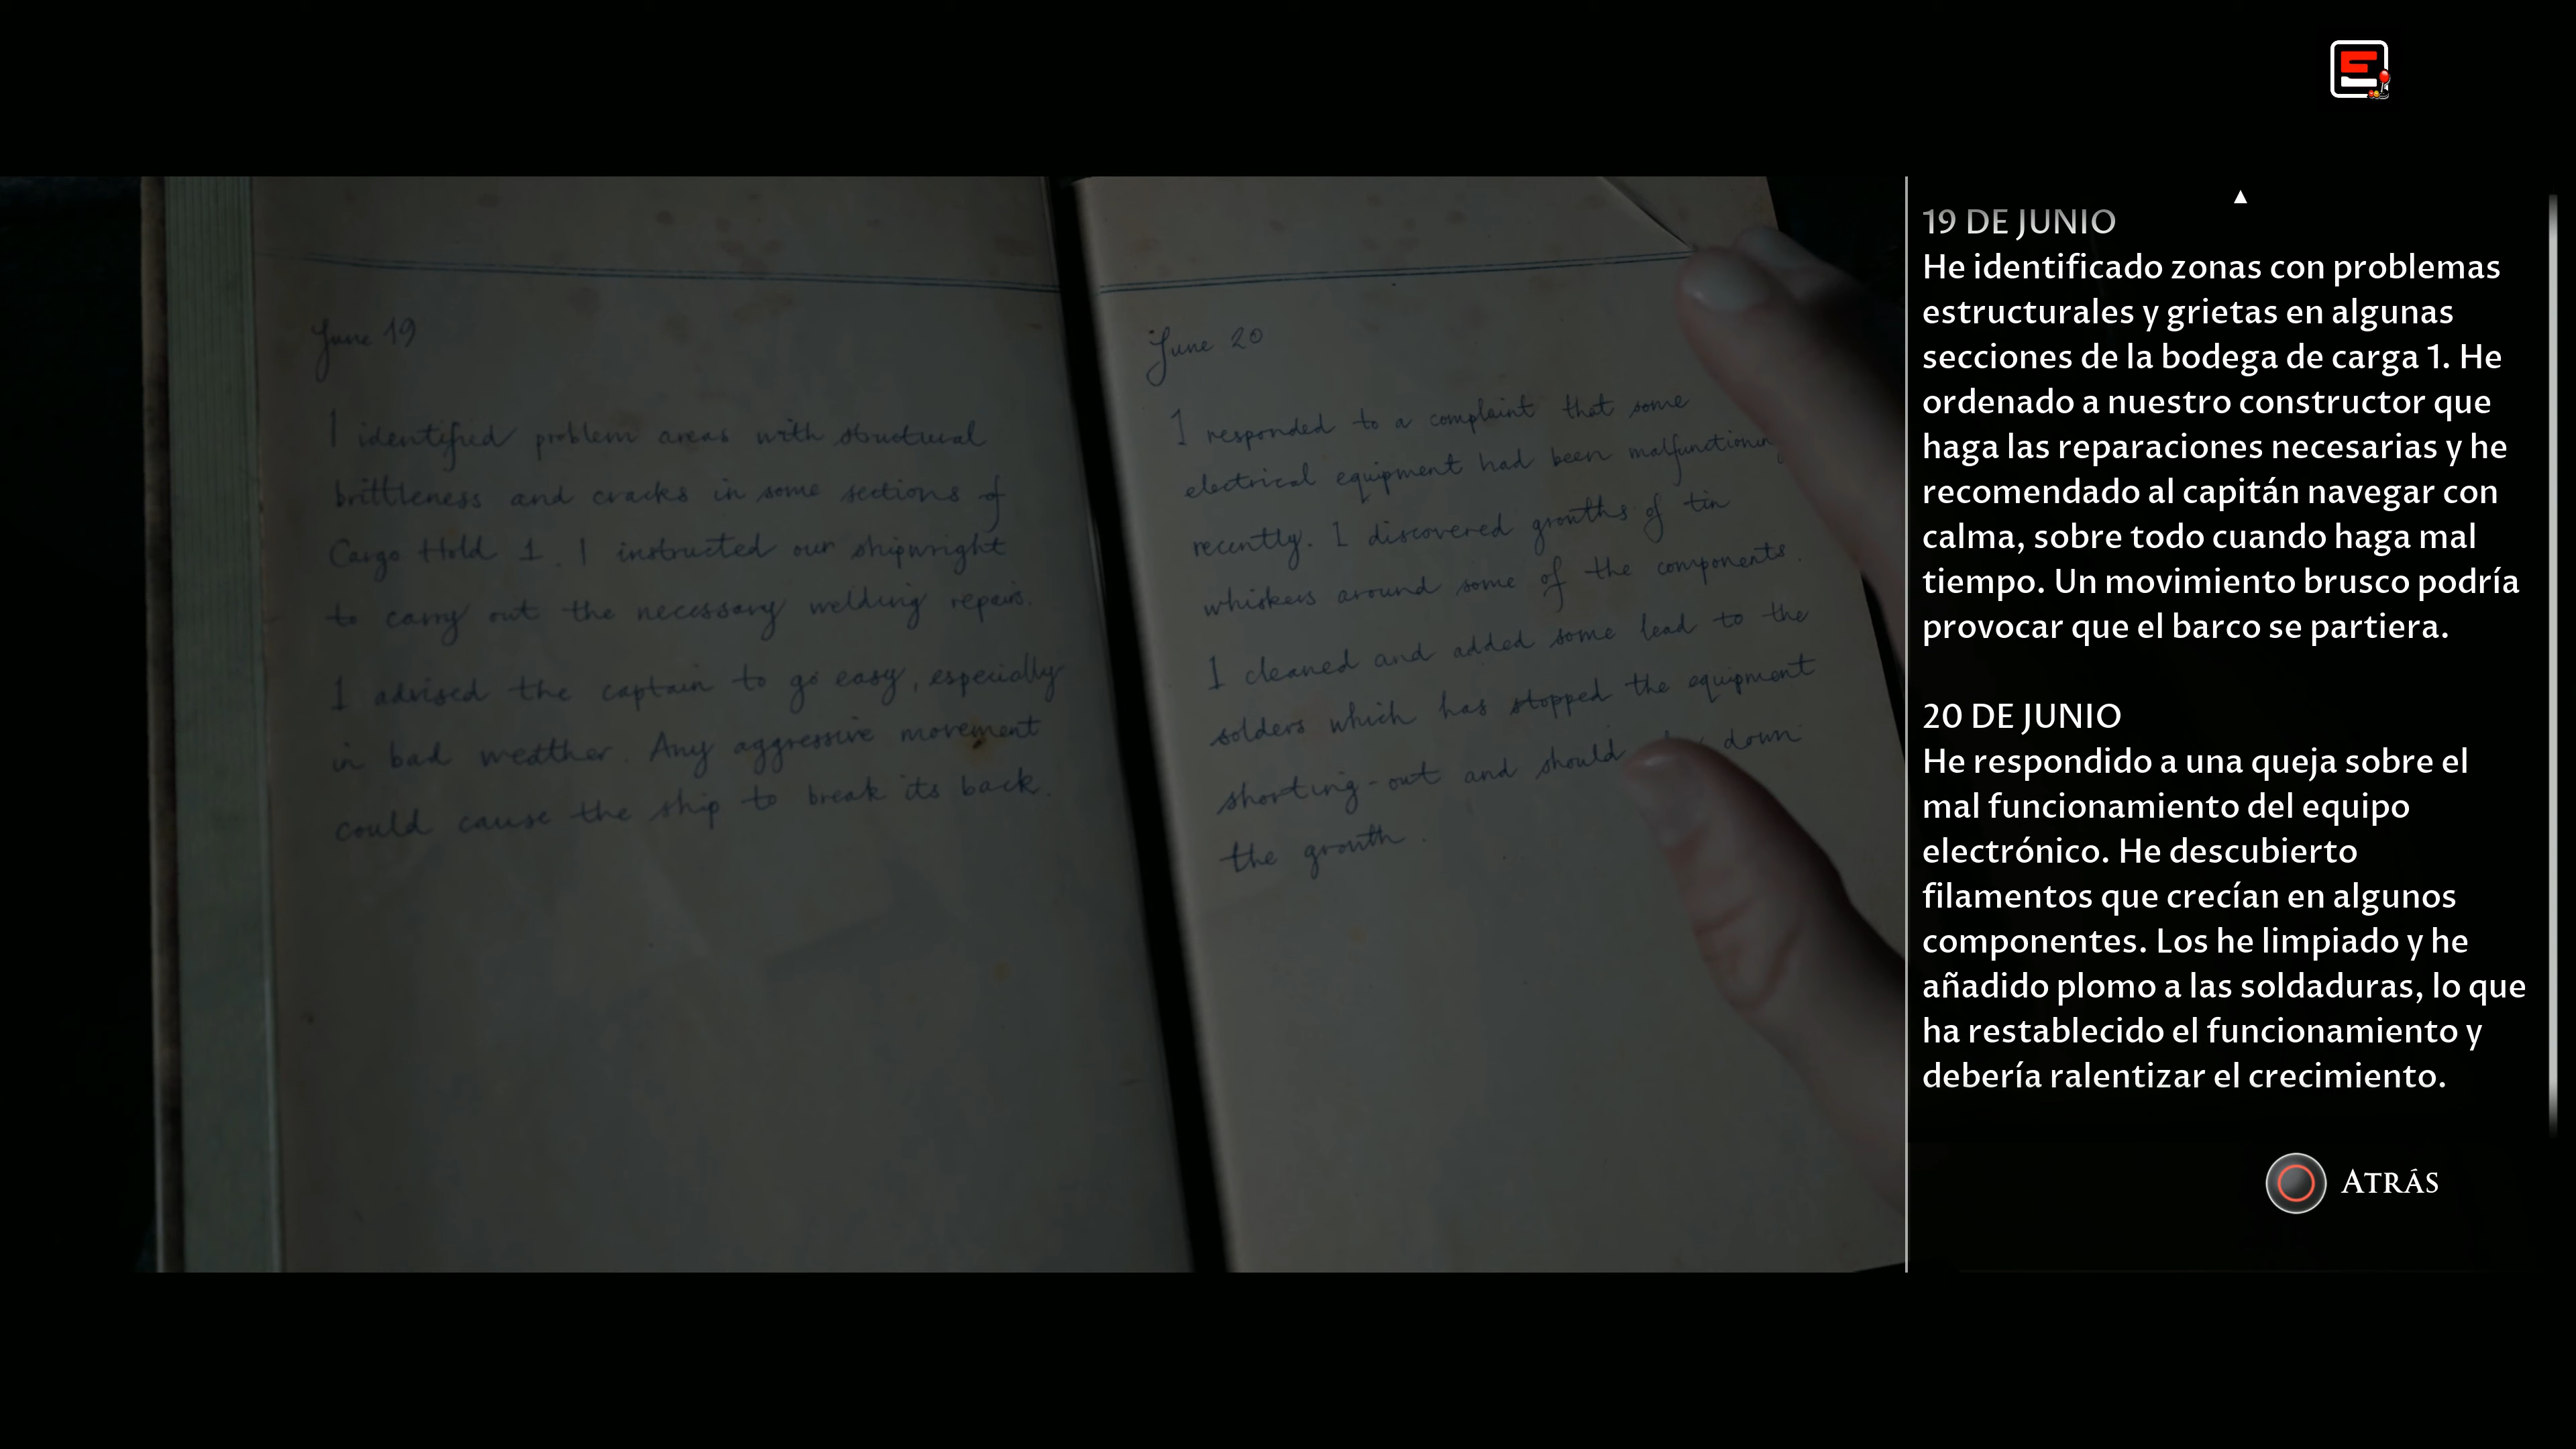 June 19
I identified problem areas with structural
brittleness and cracks in some sections of
Cargo Hold 1. I instructed our shipwright
to carry out the necessary welding repairs.
I advised the captain to go easy, especially
in bad weather. Any aggressive movement
could cause the ship to break its back.
June 20
I responded to a complaint that some
electrical equipment had been malfunctioning
recently. I discovered growths of tin
whiskers around some of the components.
I cleaned and added some lead to the
solders which has stopped the equipment
shorting-out and should down
the growth.
19 DE JUNIO
He identificado zonas con problemas
estructurales y grietas en algunas
secciones de la bodega de carga 1. He
ordenado a nuestro constructor que
haga las reparaciones necesarias y he
recomendado al capitán navegar con
calma, sobre todo cuando haga mal
tiempo. Un movimiento brusco podría
provocar que el barco se partiera.
20 DE JUNIO
He respondido a una queja sobre el
mal funcionamiento del equipo
electrónico. He descubierto
filamentos que crecían en algunos
componentes. Los he limpiado y he
añadido plomo a las soldaduras, lo que
ha restablecido el funcionamiento y
debería ralentizar el crecimiento.
ATRÁS